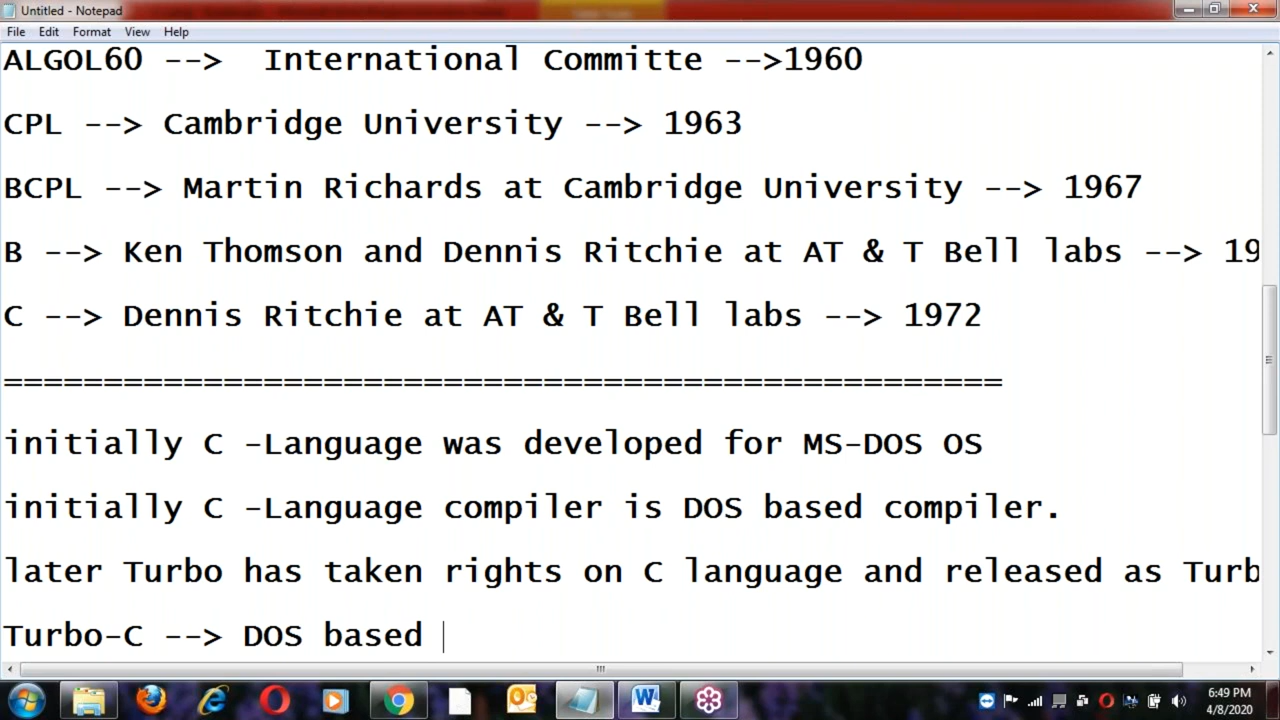 Untitled - Notepad
File Edit Format View Help
ALGOL60 --> International Committe -->1960
CPL --> Cambridge University --> 1963
BCPL --> Martin Richards at Cambridge University --> 1967
B --> Ken Thomson and Dennis Ritchie at AT & T Bell labs --> 19
C --> Dennis Ritchie at AT & T Bell labs --> 1972
==================================================
initially C -Language was developed for MS-DOS OS
initially C -Language compiler is DOS based compiler.
later Turbo has taken rights on C language and released as Turb
Turbo-C --> DOS based
6:49 PM
4/8/2020